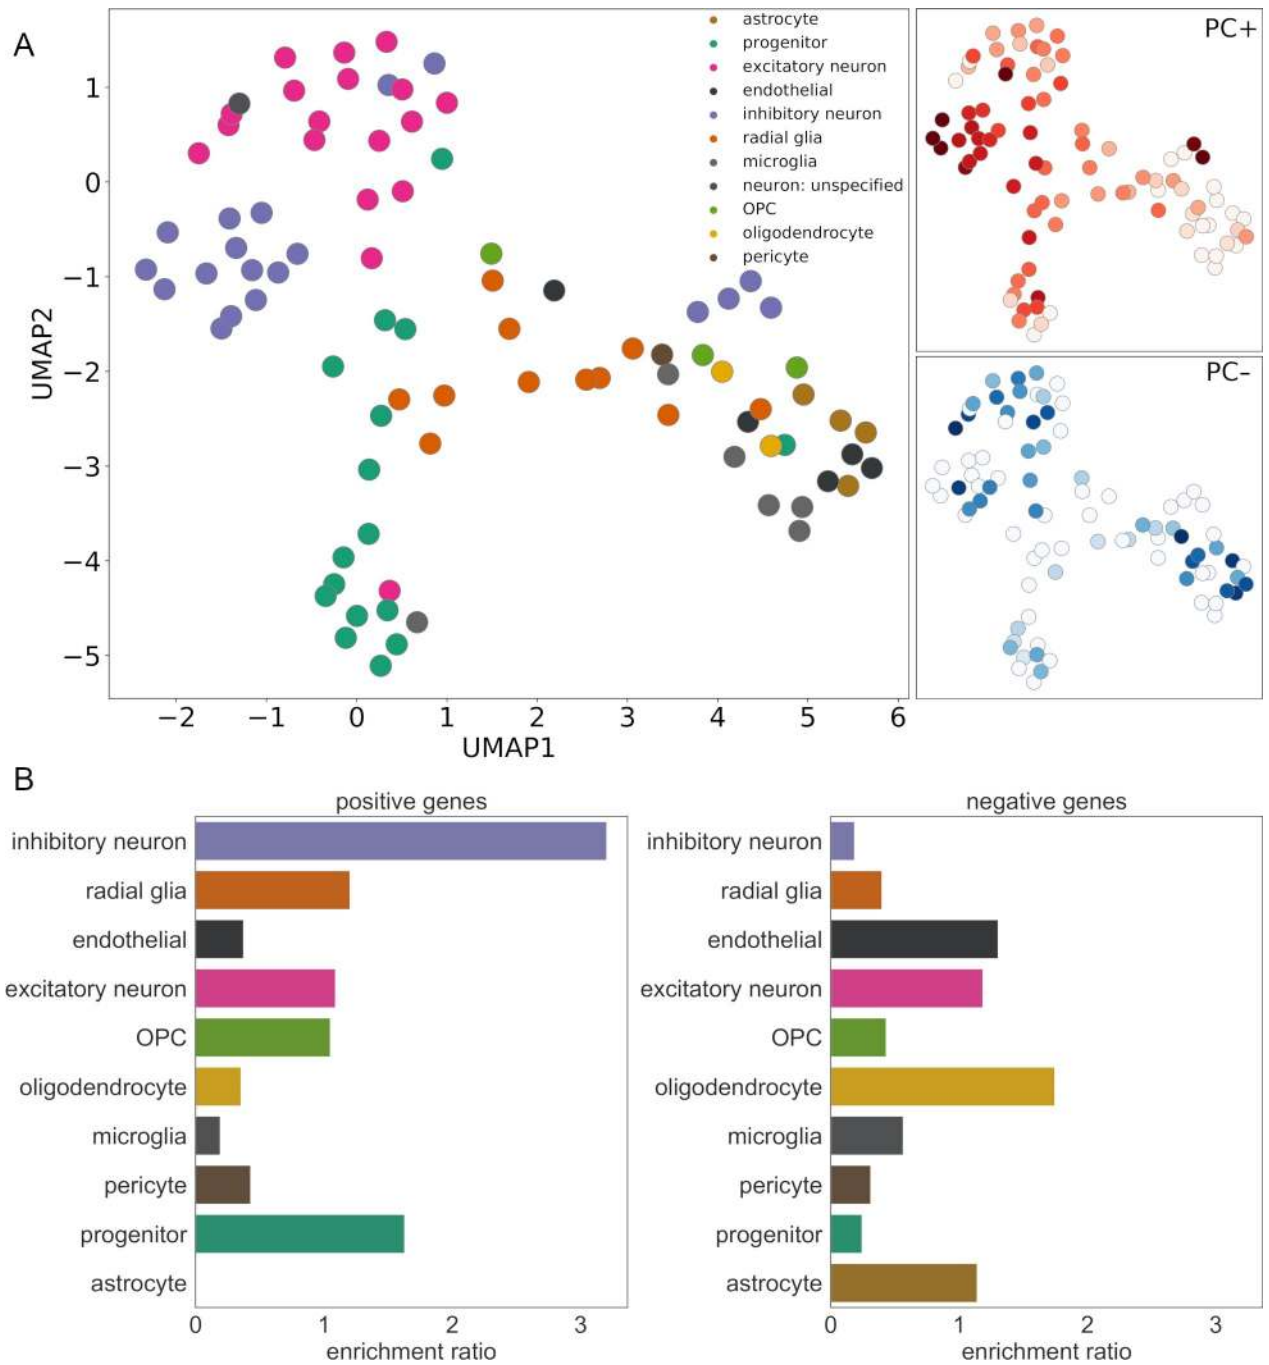 A
astrocyte
progenitor
excitatory neuron
endothelial
inhibitory neuron
radial glia
microglia
neuron: unspecified
OPC
oligodendrocyte
pericyte
PC+
PC−
UMAP2
1
0
−1
−2
−3
−4
−5
−2 −1 0 1 2 3 4 5 6
UMAP1
B
positive genes
inhibitory neuron
radial glia
endothelial
excitatory neuron
OPC
oligodendrocyte
microglia
pericyte
progenitor
astrocyte
0 1 2 3
enrichment ratio
negative genes
inhibitory neuron
radial glia
endothelial
excitatory neuron
OPC
oligodendrocyte
microglia
pericyte
progenitor
astrocyte
0 1 2 3
enrichment ratio